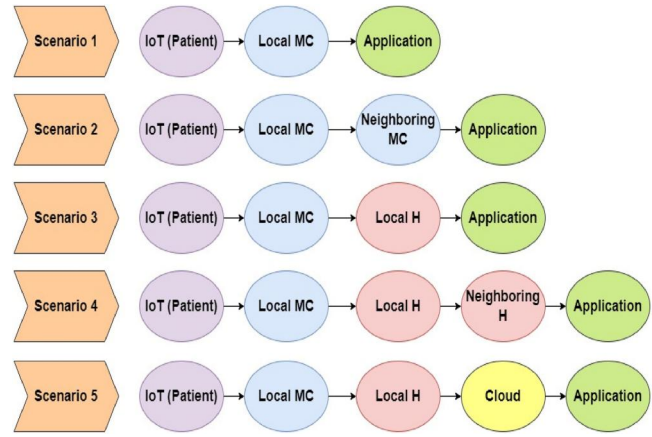 Scenario 1
IoT (Patient)
Local MC
Application
Scenario 2
IoT (Patient)
Local MC
Neighboring
MC
Application
Scenario 3
IoT (Patient)
Local MC
Local H
Application
Scenario 4
IoT (Patient)
Local MC
Local H
Neighboring
H
Application
Scenario 5
IoT (Patient)
Local MC
Local H
Cloud
Application